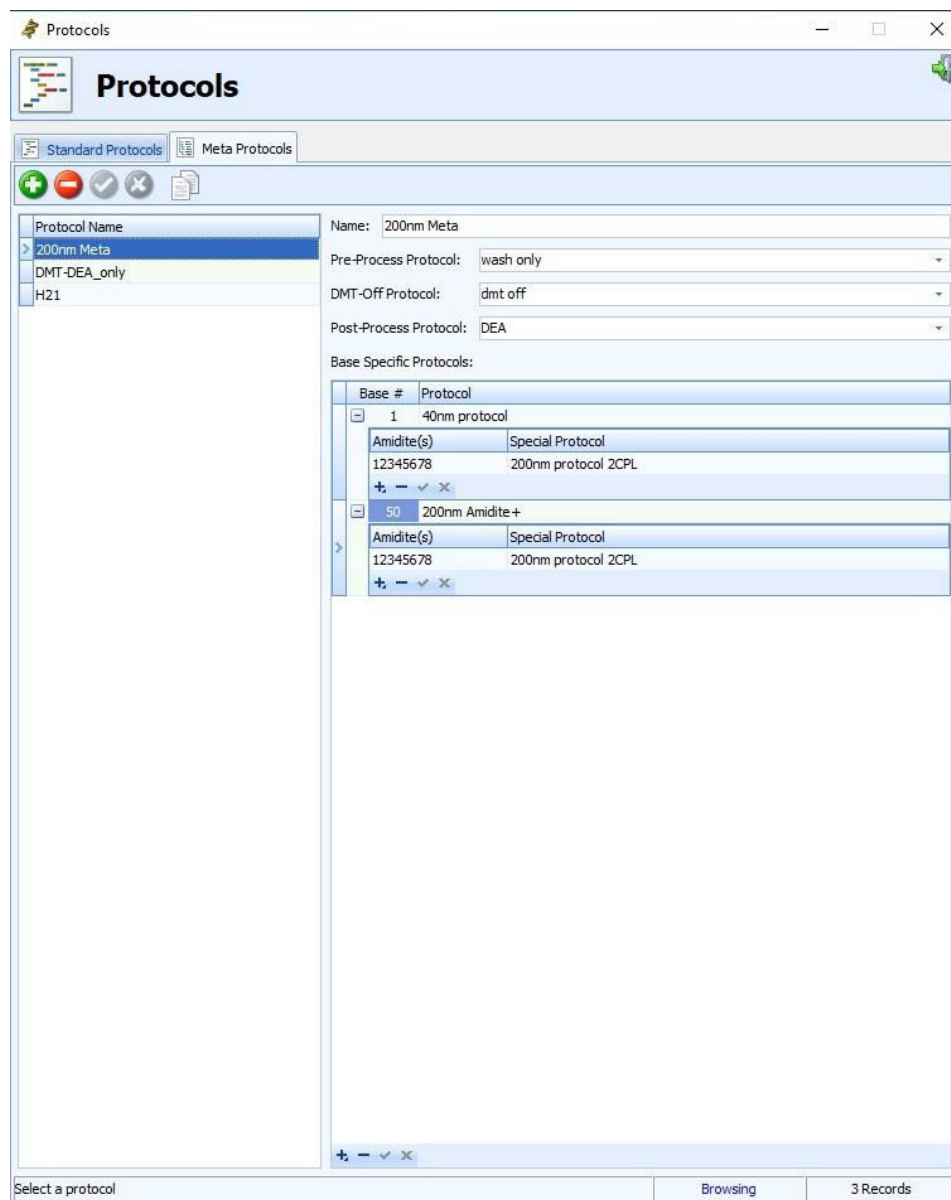 Protocols
Protocols
Standard Protocols Meta Protocols
Protocol Name
200nm Meta
DMT-DEA_only
H21
Name: 200nm Meta
Pre-Process Protocol: wash only
DMT-Off Protocol: dmt off
Post-Process Protocol: DEA
Base Specific Protocols:
Base # Protocol
1 40nm protocol
Amidite(s) Special Protocol
12345678 200nm protocol 2CPL
50 200nm Amidite+
Amidite(s) Special Protocol
12345678 200nm protocol 2CPL
Select a protocol Browsing 3 Records